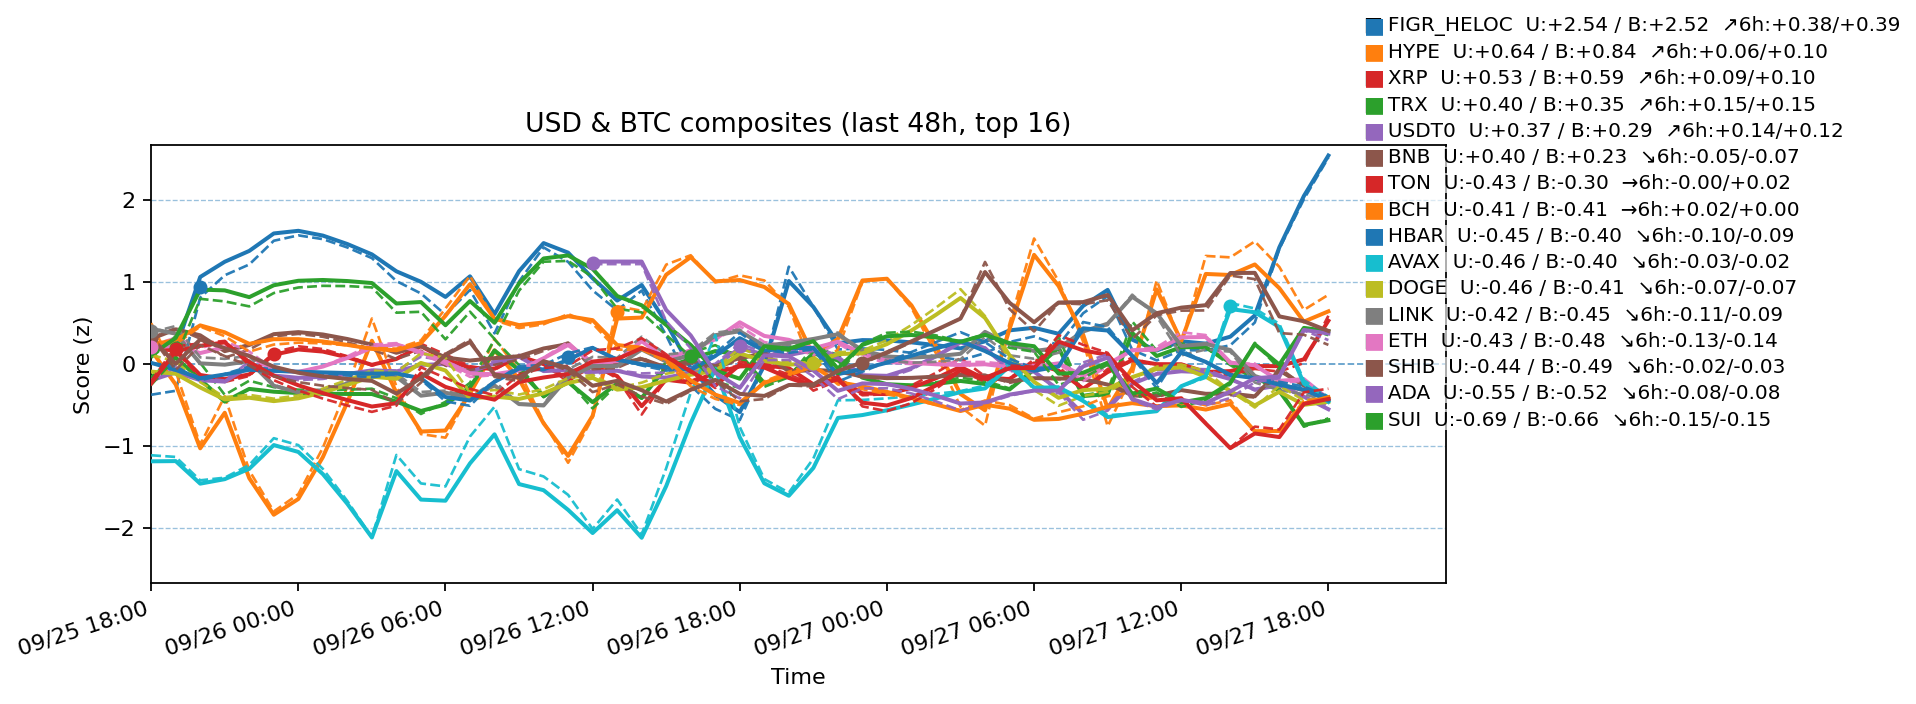 FIGR_HELOC U:+2.54 / B:+2.52 ↗6h:+0.38/+0.39
HYPE U:+0.64 / B:+0.84 ↗6h:+0.06/+0.10
XRP U:+0.53 / B:+0.59 ↗6h:+0.09/+0.10
TRX U:+0.40 / B:+0.35 ↗6h:+0.15/+0.15
USDT0 U:+0.37 / B:+0.29 ↗6h:+0.14/+0.12
BNB U:+0.40 / B:+0.23 ↘6h:-0.05/-0.07
TON U:-0.43 / B:-0.30 →6h:-0.00/+0.02
BCH U:-0.41 / B:-0.41 →6h:+0.02/+0.00
HBAR U:-0.45 / B:-0.40 ↘6h:-0.10/-0.09
AVAX U:-0.46 / B:-0.40 ↘6h:-0.03/-0.02
DOGE U:-0.46 / B:-0.41 ↘6h:-0.07/-0.07
LINK U:-0.42 / B:-0.45 ↘6h:-0.11/-0.09
ETH U:-0.43 / B:-0.48 ↘6h:-0.13/-0.14
SHIB U:-0.44 / B:-0.49 ↘6h:-0.02/-0.03
ADA U:-0.55 / B:-0.52 ↘6h:-0.08/-0.08
SUI U:-0.69 / B:-0.66 ↘6h:-0.15/-0.15
USD & BTC composites (last 48h, top 16)
Score (z)
2
1
0
−1
−2
09/25 18:00
09/26 00:00
09/26 06:00
09/26 12:00
09/26 18:00
09/27 00:00
09/27 06:00
09/27 12:00
09/27 18:00
Time